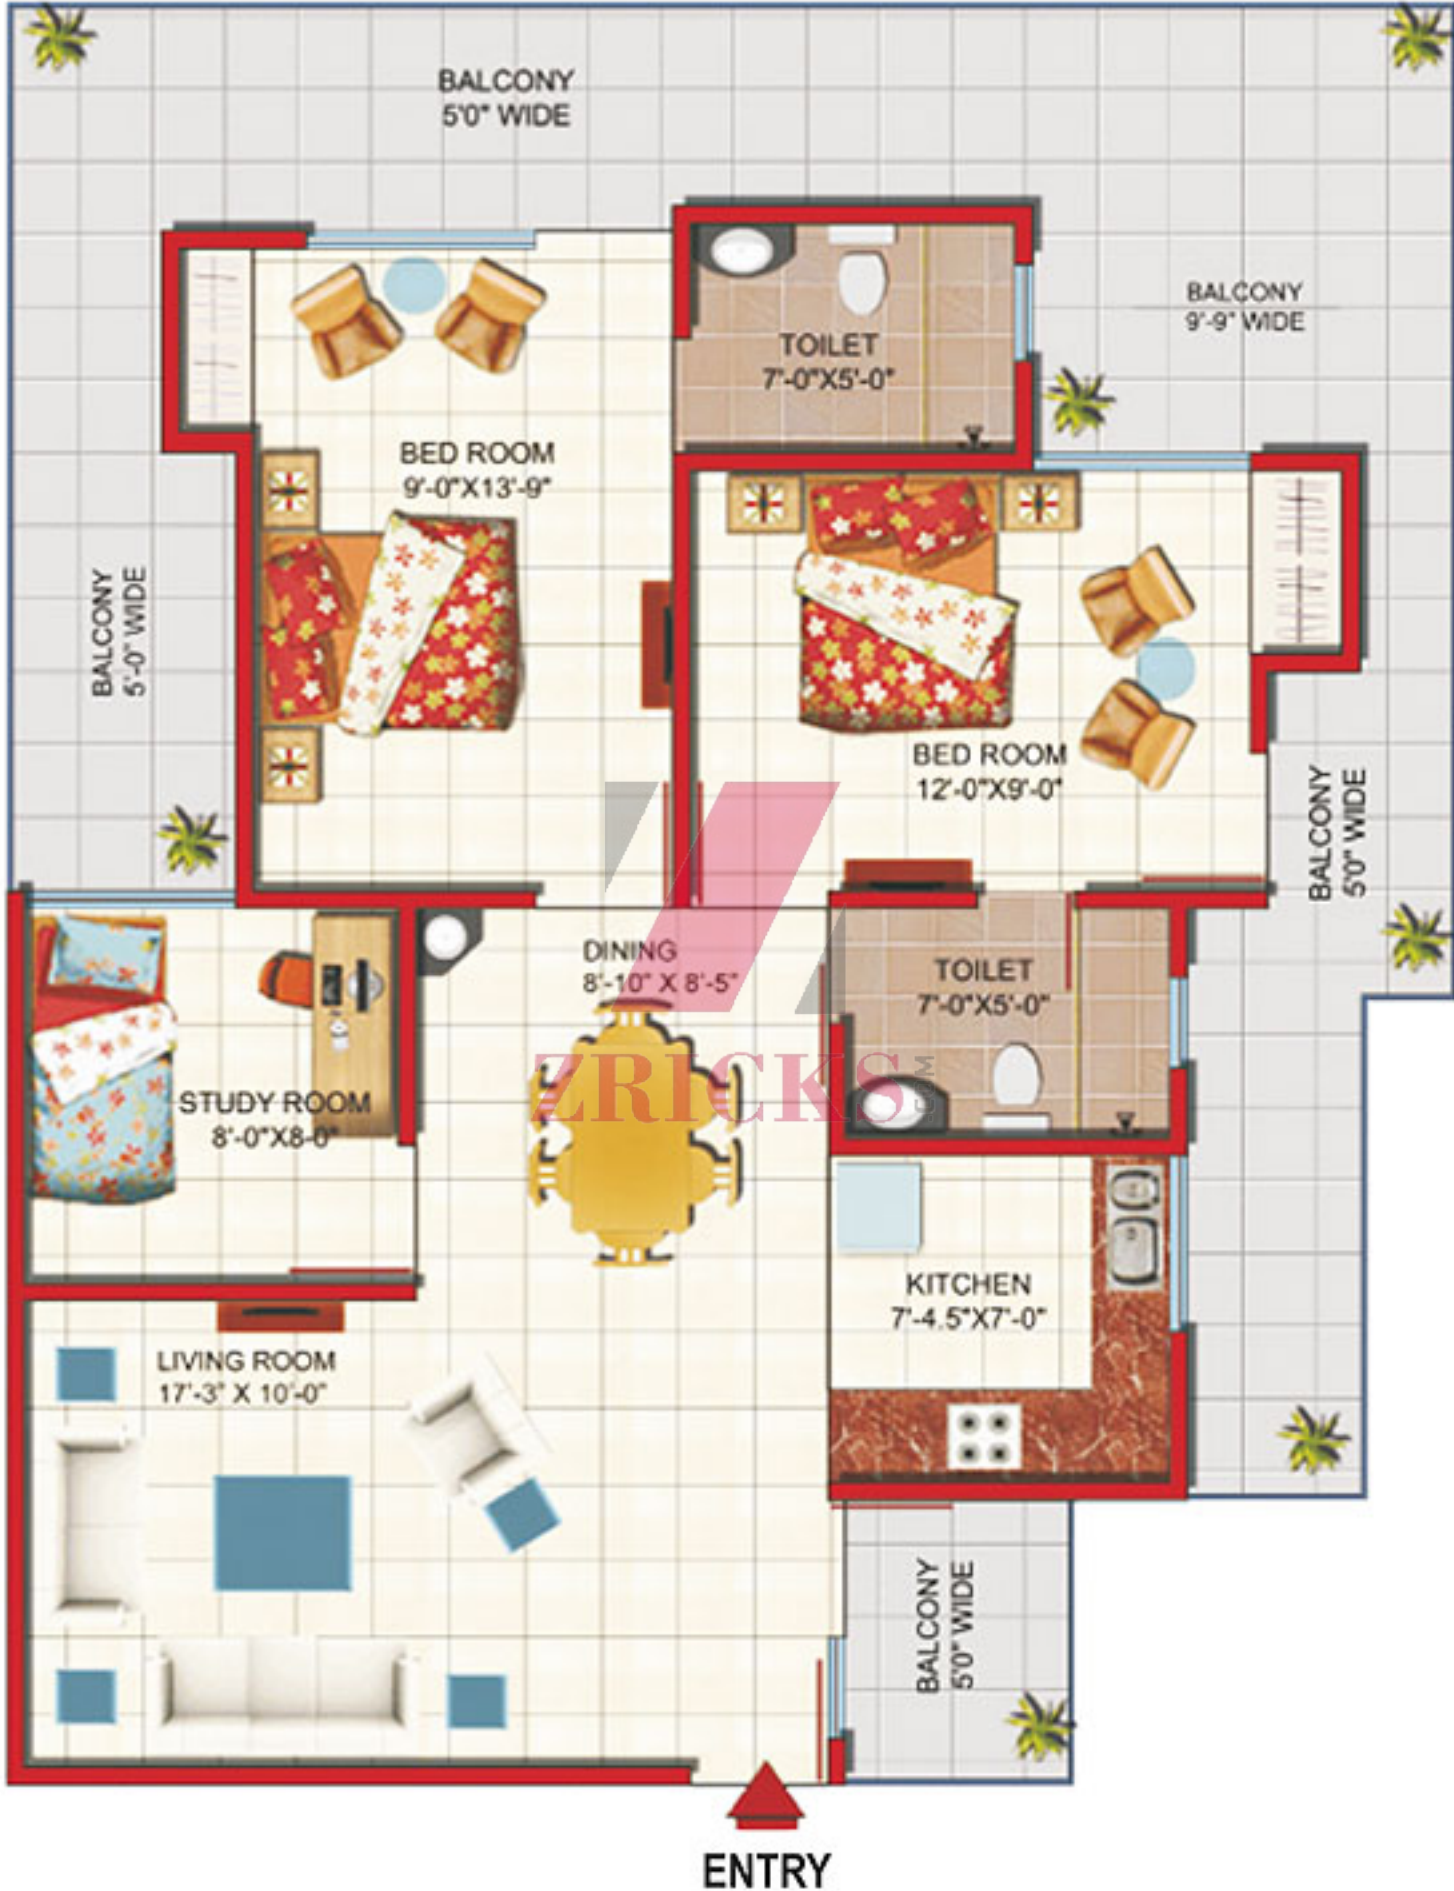 BALCONY
5'0" WIDE
BALCONY
9'-9" WIDE
TOILET
7'-0"X5'-0"
BED ROOM
9'-0"X13'-9"
BALCONY
5'-0" WIDE
BED ROOM
12'-0"X9'-0"
BALCONY
5'0" WIDE
DINING
8'-10" X 8'-5"
TOILET
7'-0"X5'-0"
ZRICKS
STUDY ROOM
8'-0"X8-0"
KITCHEN
7'-4.5"X7'-0"
LIVING ROOM
17'-3" X 10'-0"
BALCONY
5'0" WIDE
ENTRY